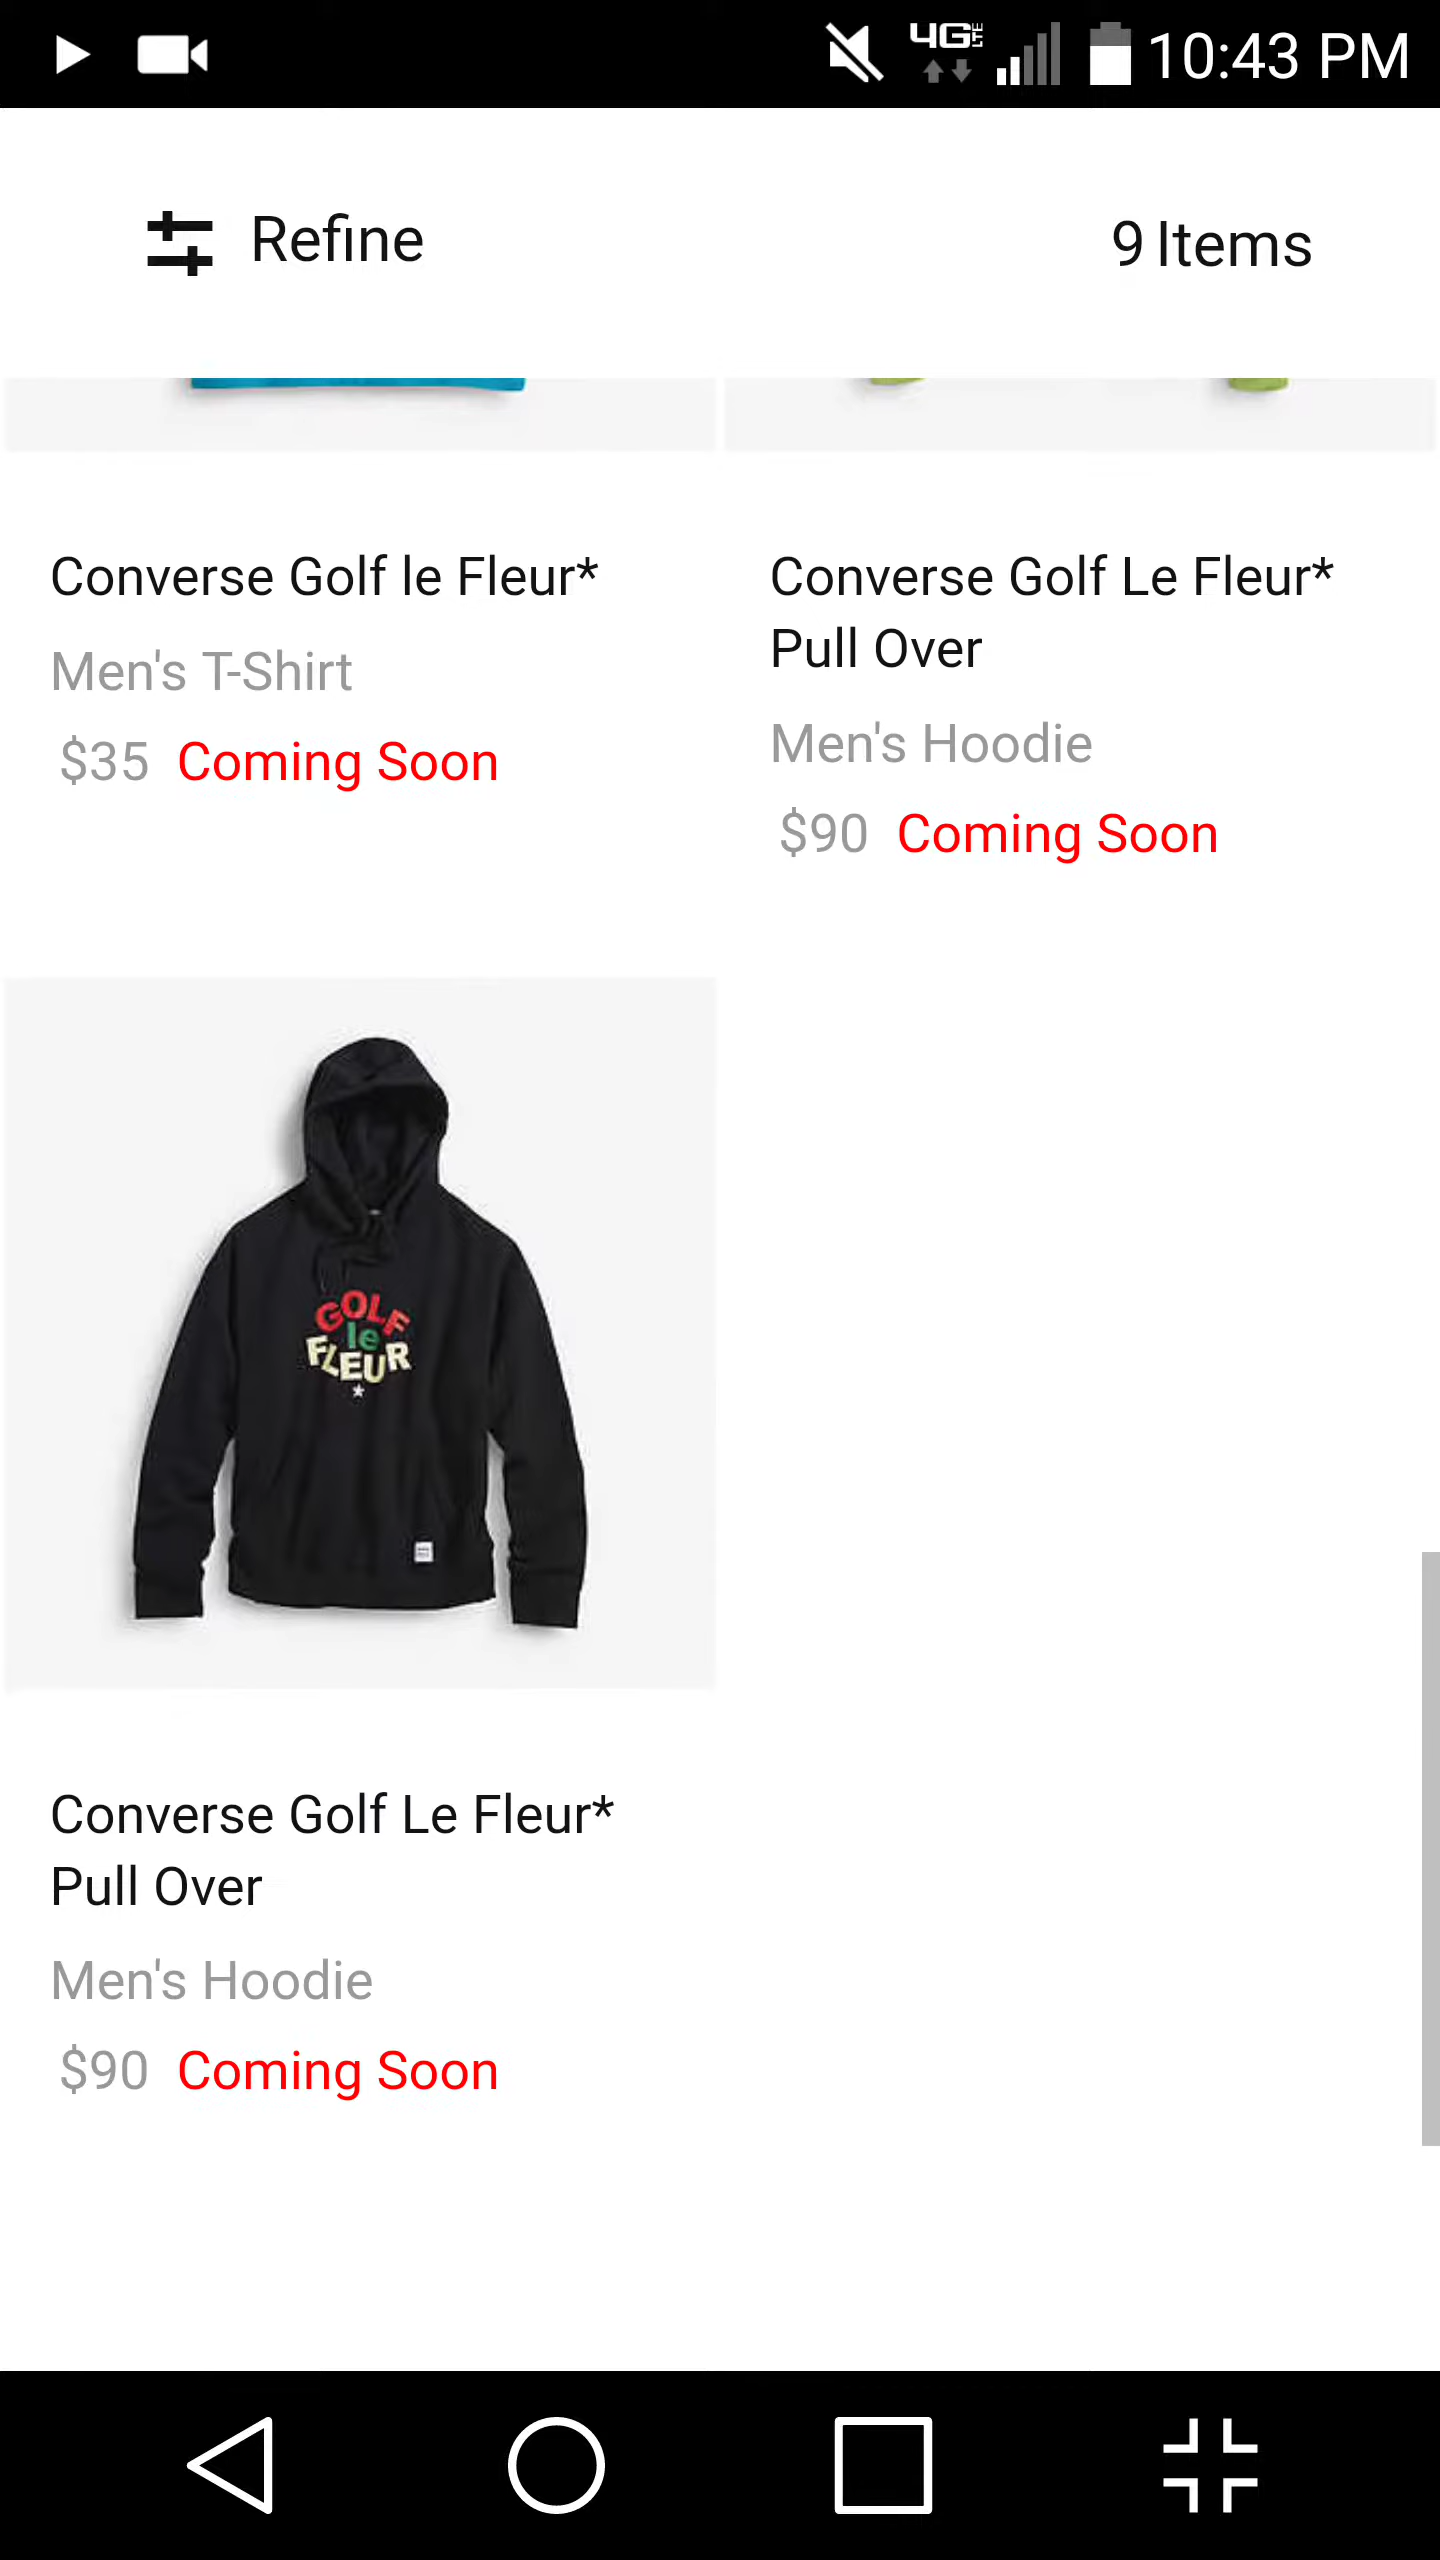 4G LTE 10:43 PM
Refine
9 Items
Converse Golf le Fleur*
Men's T-Shirt
$35 Coming Soon
Converse Golf Le Fleur*
Pull Over
Men's Hoodie
$90 Coming Soon
GOLF
le
FLEUR
Converse Golf Le Fleur*
Pull Over
Men's Hoodie
$90 Coming Soon